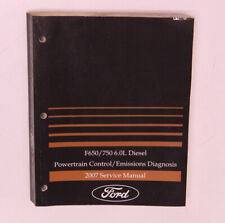 F650/750 6.0L Diesel
Powertrain Control/Emissions Diagnosis
2007 Service Manual
Ford